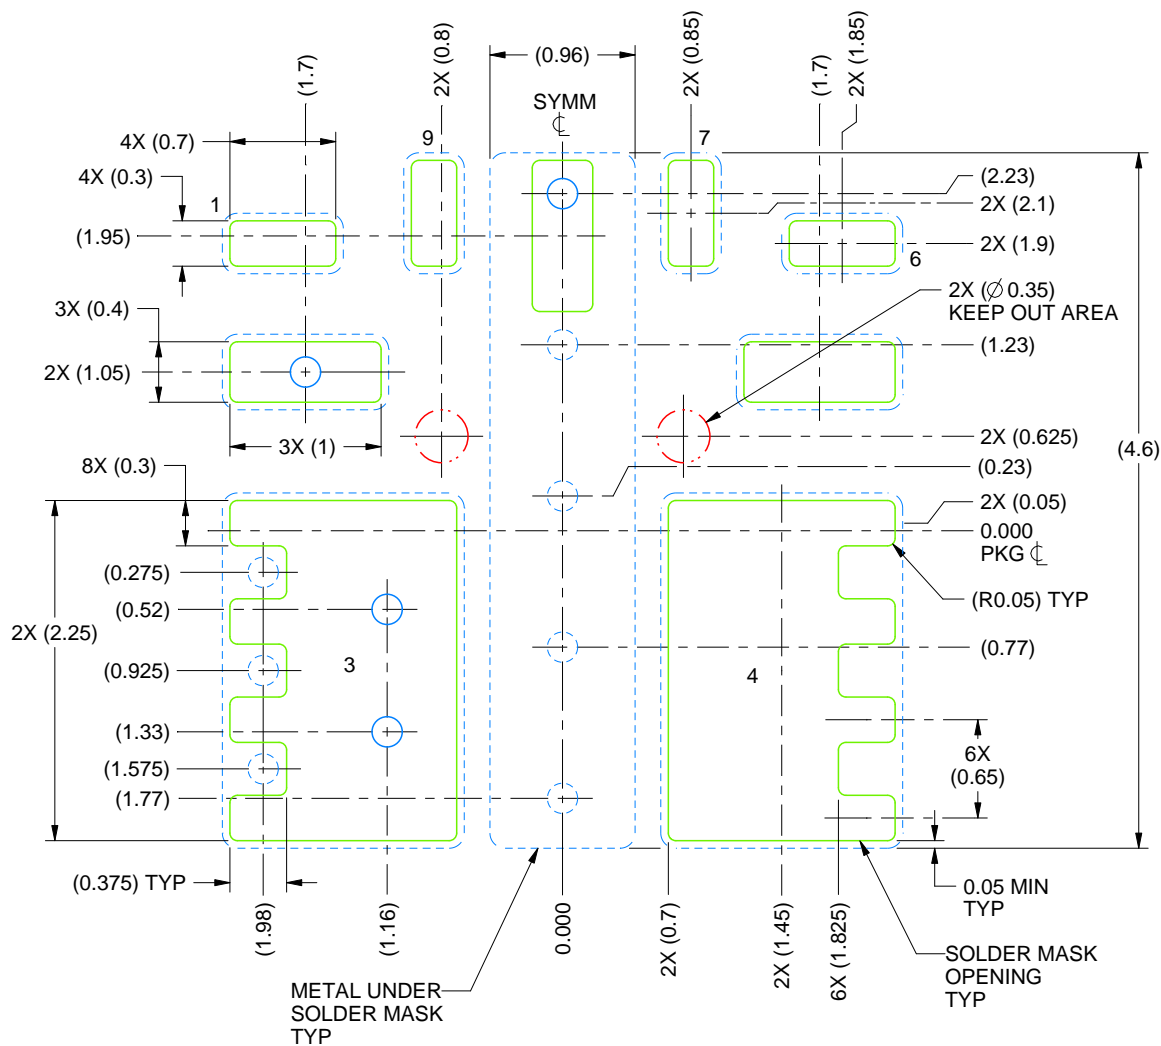 (1.7)
2X (0.8)
(0.96)
2X (0.85)
(1.7)
2X (1.85)
SYMM
℄
4X (0.7)
9
7
4X (0.3)
1
(2.23)
2X (2.1)
(1.95)
2X (1.9)
6
2X (Ø 0.35)
KEEP OUT AREA
3X (0.4)
(1.23)
2X (1.05)
3X (1)
2X (0.625)
(4.6)
(0.23)
8X (0.3)
2X (0.05)
0.000
PKG ℄
(0.275)
(R0.05) TYP
(0.52)
2X (2.25)
(0.77)
(0.925)
3
4
(1.33)
6X
(0.65)
(1.575)
(1.77)
(0.375) TYP
0.05 MIN
TYP
(1.98)
(1.16)
0.000
2X (0.7)
2X (1.45)
6X (1.825)
SOLDER MASK
OPENING
TYP
METAL UNDER
SOLDER MASK
TYP